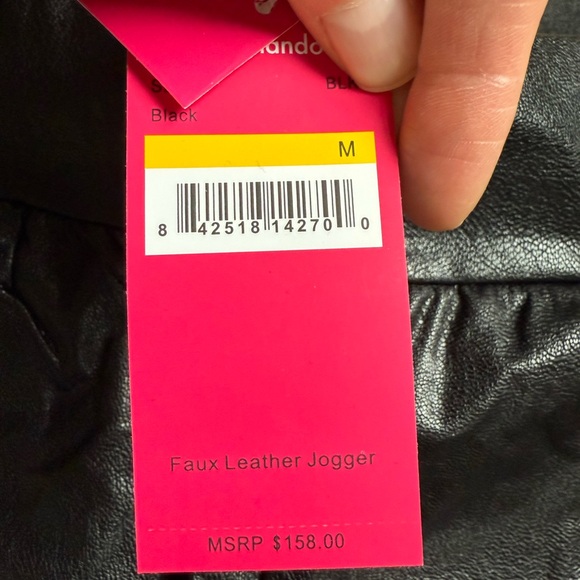 Black
M
8 42518 14270 0
Faux Leather Jogger
MSRP $158.00